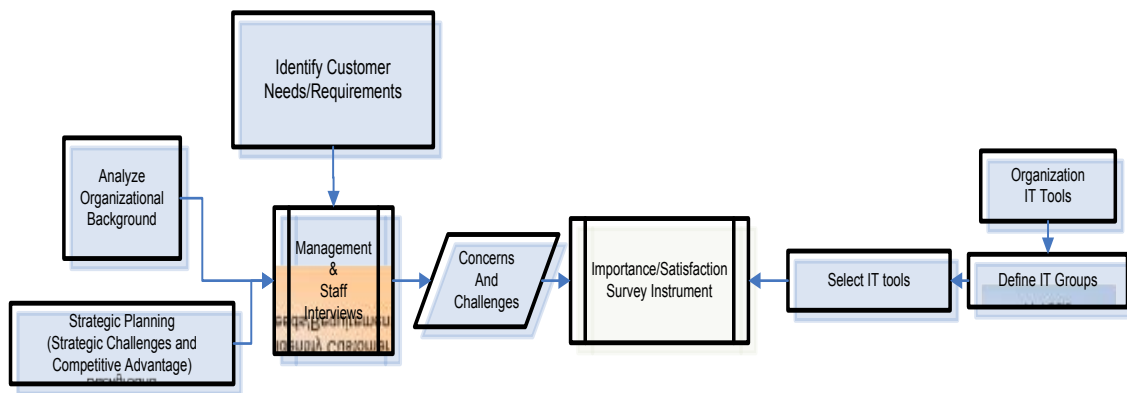 Identify Customer
Needs/Requirements
Analyze
Organizational
Background
Organization
IT Tools
Management
&
Staff
Interviews
Concerns
And
Challenges
Importance/Satisfaction
Survey Instrument
Select IT tools
Define IT Groups
Strategic Planning
(Strategic Challenges and
Competitive Advantage)